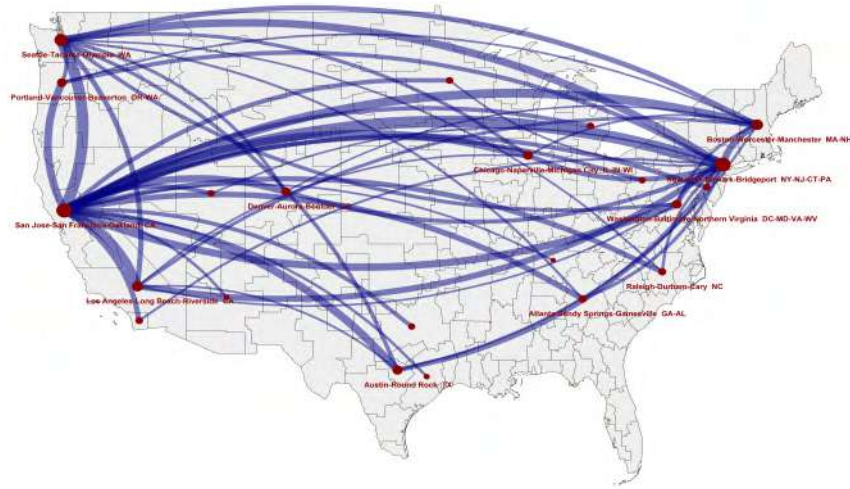 Seattle-Tacoma-Olympia WA
Portland-Vancouver-Beaverton OR-WA
Boston-Worcester-Manchester MA-NH
Chicago-Naperville-Michigan City IL-IN-WI
Newark-Bridgeport NY-NJ-CT-PA
Denver-Aurora-Boulder
Washington-Baltimore-Northern Virginia DC-MD-VA-WV
San Jose-San Francisco-Oakland CA
Raleigh-Durham-Cary NC
Los Angeles-Long Beach-Riverside CA
Atlanta-Sandy Springs-Gainesville GA-AL
Austin-Round Rock TX